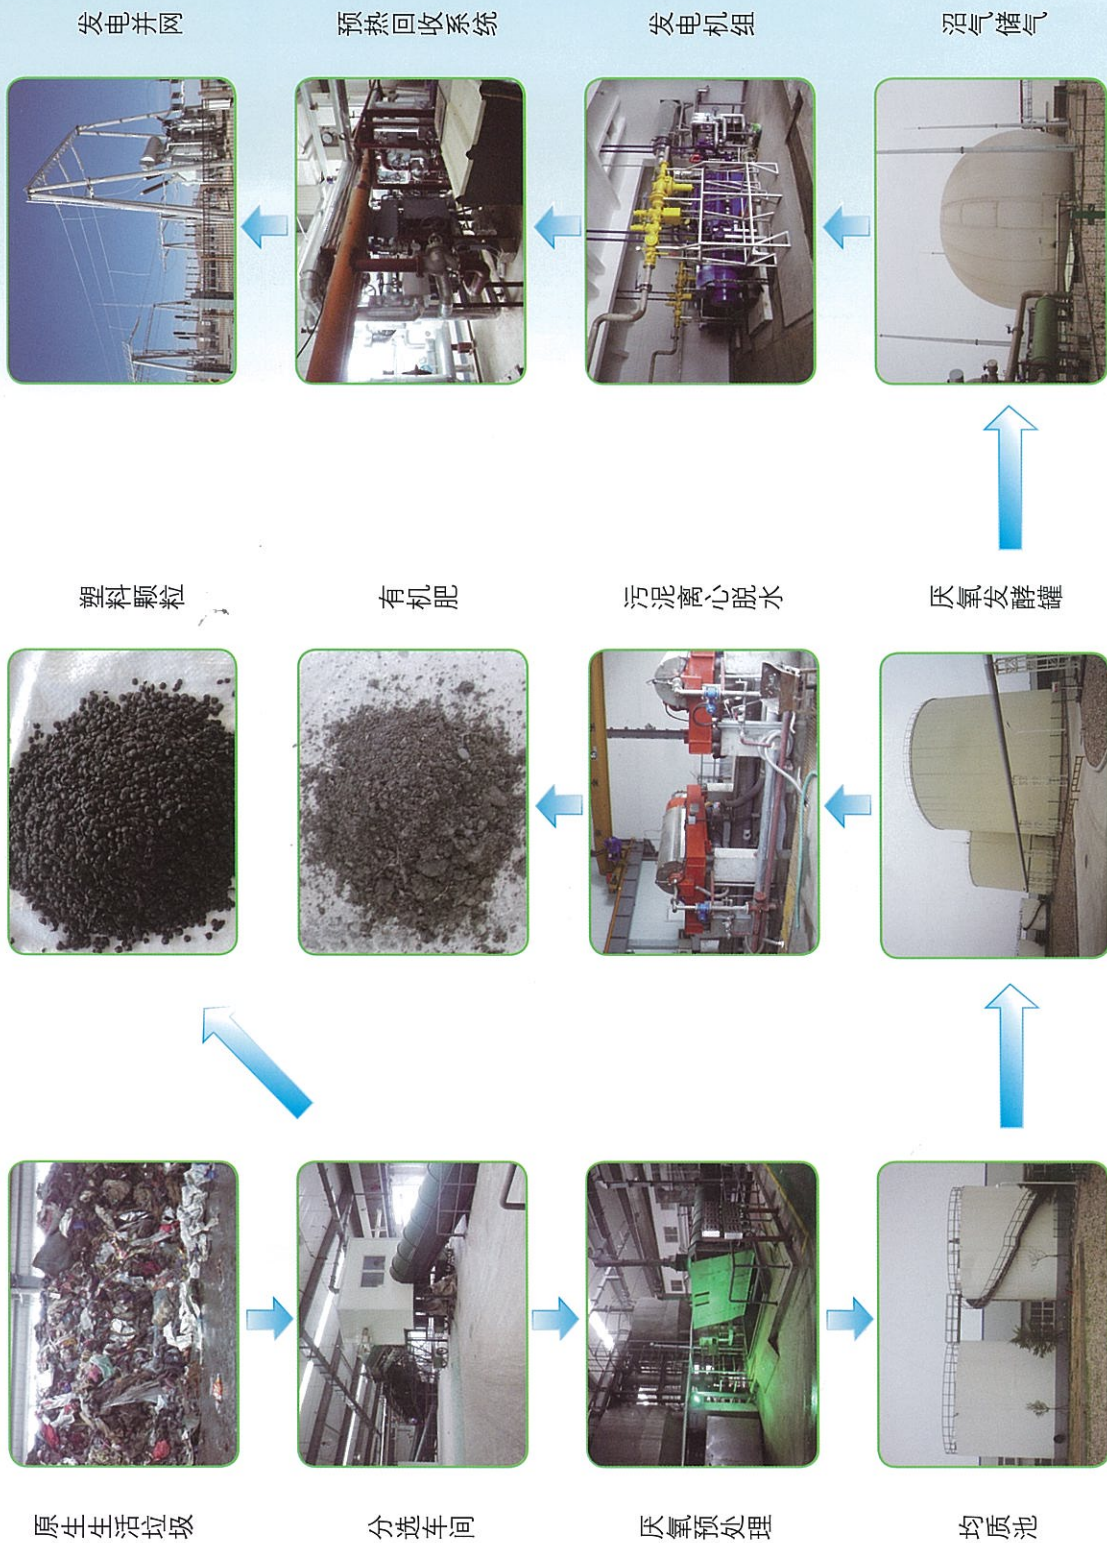 原生生活垃圾
分选车间
厌氧预处理
均质池
塑料颗粒
有机肥
污泥离心脱水
厌氧发酵罐
发电并网
预热回收系统
发电机组
沼气储气